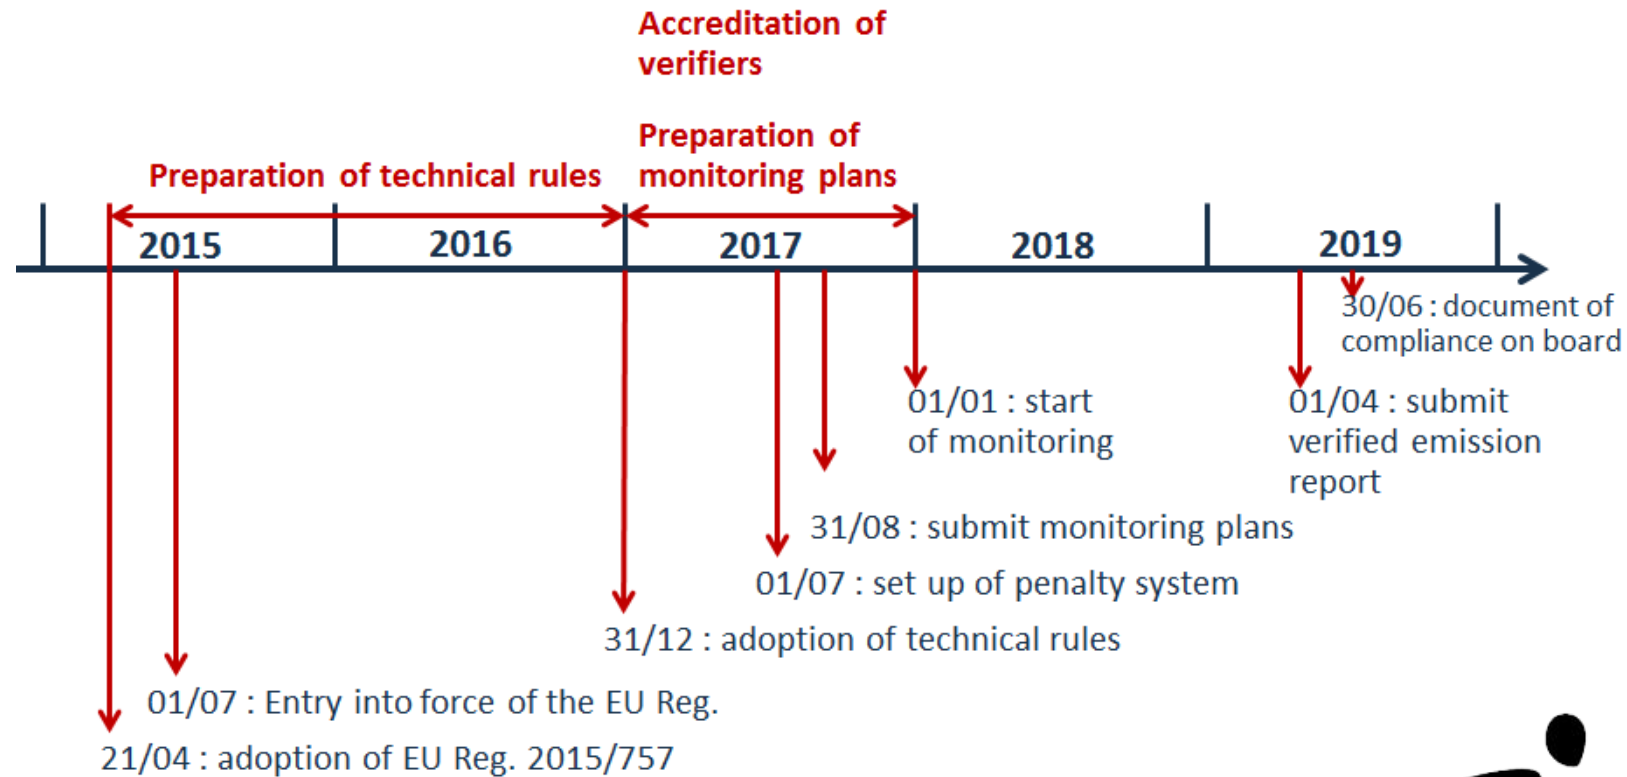 Accreditation of
verifiers
Preparation of
monitoring plans
Preparation of technical rules
2015
2016
2017
2018
2019
30/06 : document of
compliance on board
01/01 : start
of monitoring
01/04 : submit
verified emission
report
31/08 : submit monitoring plans
01/07 : set up of penalty system
31/12 : adoption of technical rules
01/07 : Entry into force of the EU Reg.
21/04 : adoption of EU Reg. 2015/757